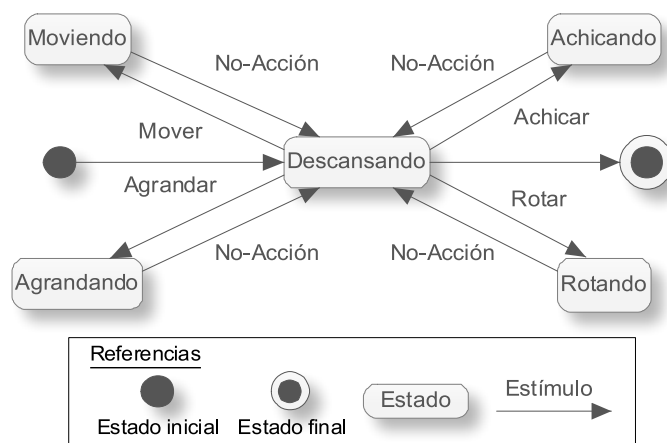 Moviendo
Achicando
No-Acción
No-Acción
Mover
Achicar
Descansando
Agrandar
Rotar
No-Acción
No-Acción
Agrandando
Rotando
Referencias
Estado
Estímulo
Estado inicial
Estado final